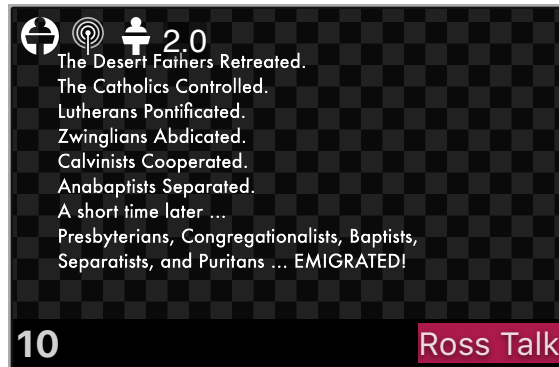 2.0
The Desert Fathers Retreated.
The Catholics Controlled.
Lutherans Pontificated.
Zwinglians Abdicated.
Calvinists Cooperated.
Anabaptists Separated.
A short time later ...
Presbyterians, Congregationalists, Baptists,
Separatists, and Puritans ... EMIGRATED!
10
Ross Talk